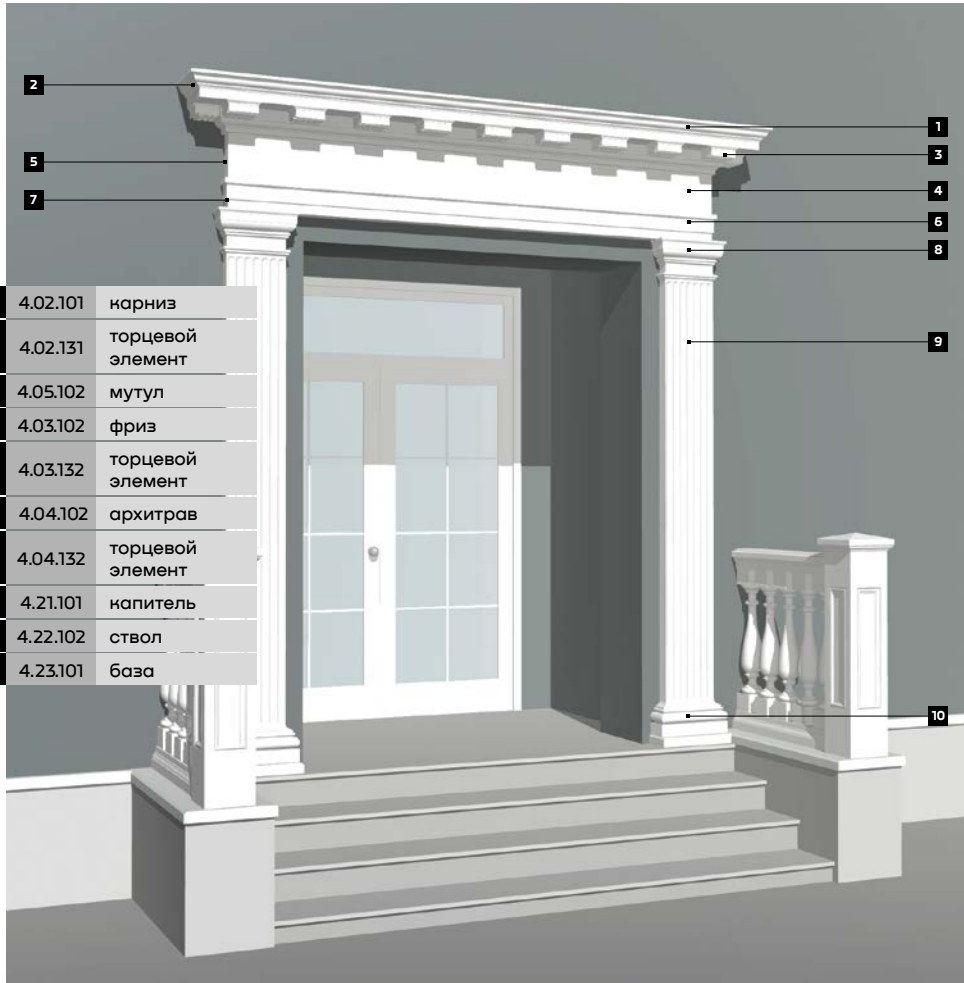 2
1
3
5
4
7
6
8
4.02.101 карниз
4.02.131 торцевой
элемент
9
4.05.102 мутул
4.03.102 фриз
4.03.132 торцевой
элемент
4.04.102 архитрав
4.04.132 торцевой
элемент
4.21.101 капитель
4.22.102 ствол
4.23.101 база
10